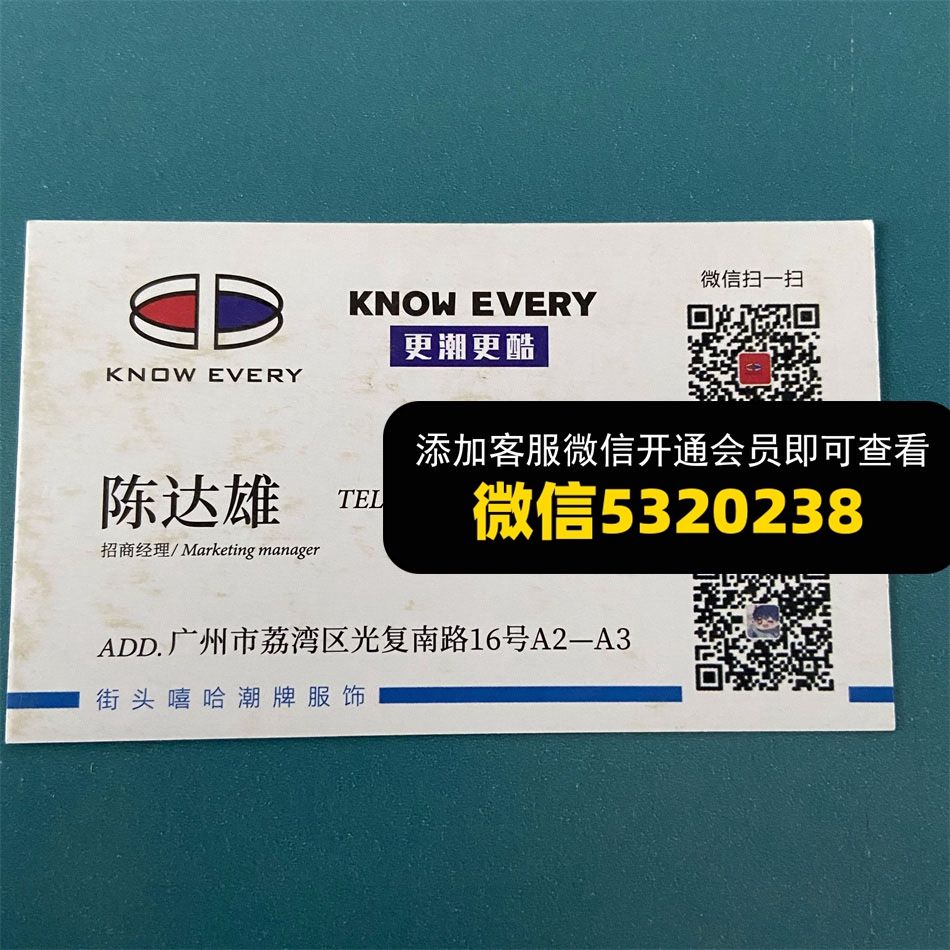 微信扫一扫
KNOW EVERY
更潮更酷
KNOW EVERY
添加客服微信开通会员即可查看
微信5320238
陈达雄
TEL
招商经理/ Marketing manager
ADD. 广州市荔湾区光复南路16号A2—A3
街头嘻哈潮牌服饰